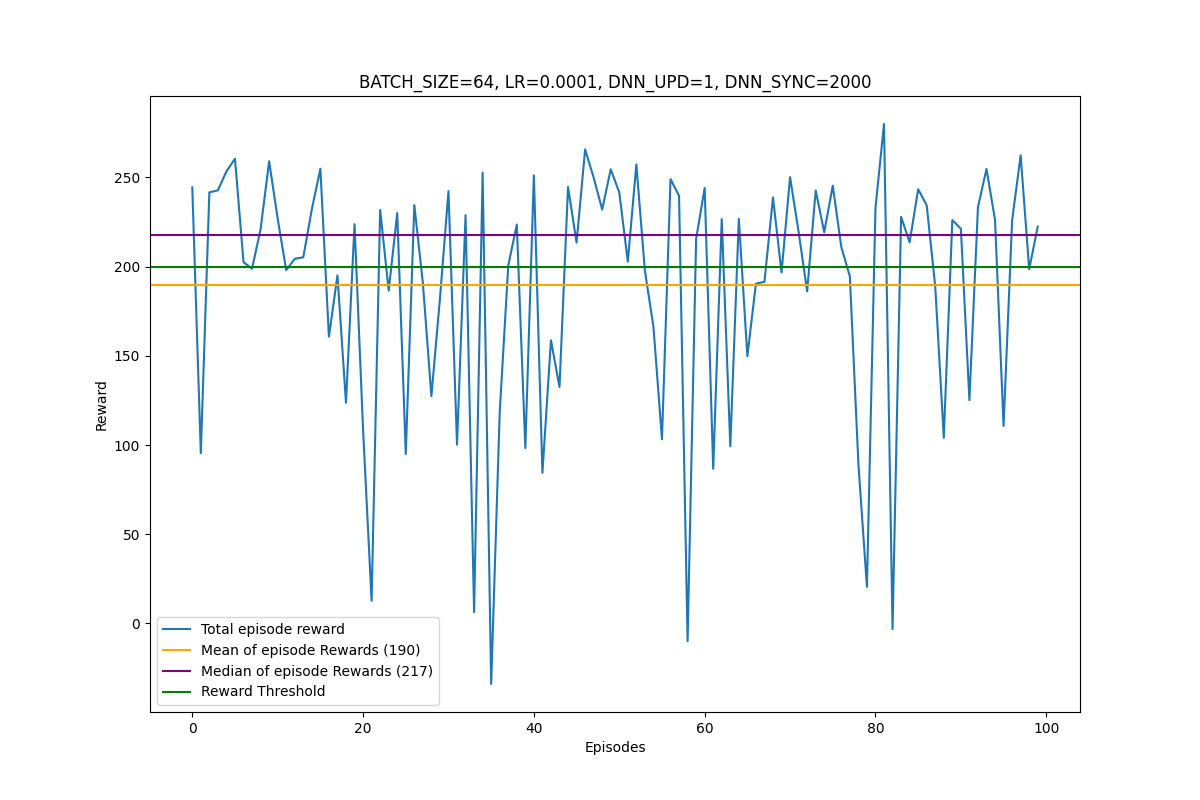 BATCH_SIZE=64, LR=0.0001, DNN_UPD=1, DNN_SYNC=2000
Reward
250
200
150
100
50
0
Total episode reward
Mean of episode Rewards (190)
Median of episode Rewards (217)
Reward Threshold
0 20 40 60 80 100
Episodes